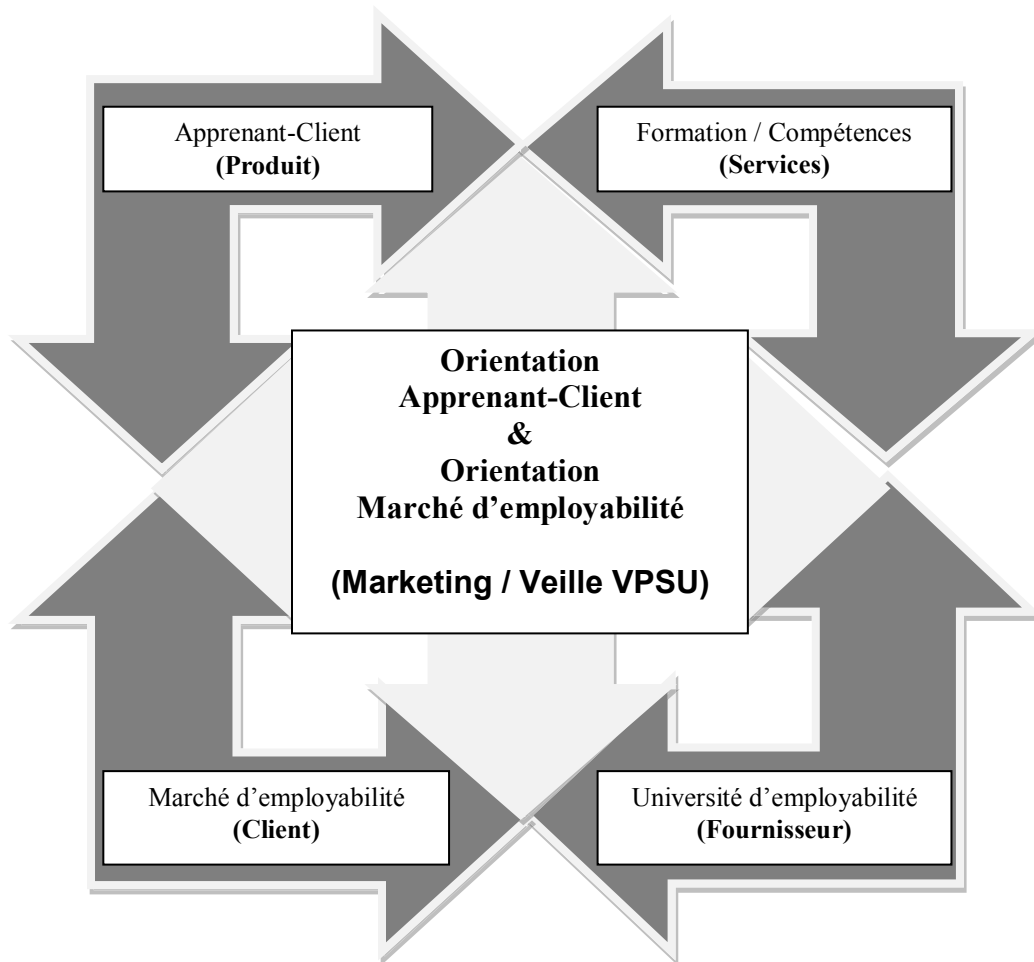 Apprenant-Client
(Produit)
Formation / Compétences
(Services)
Orientation
Apprenant-Client
&
Orientation
Marché d’employabilité
(Marketing / Veille VPSU)
Marché d’employabilité
(Client)
Université d’employabilité
(Fournisseur)